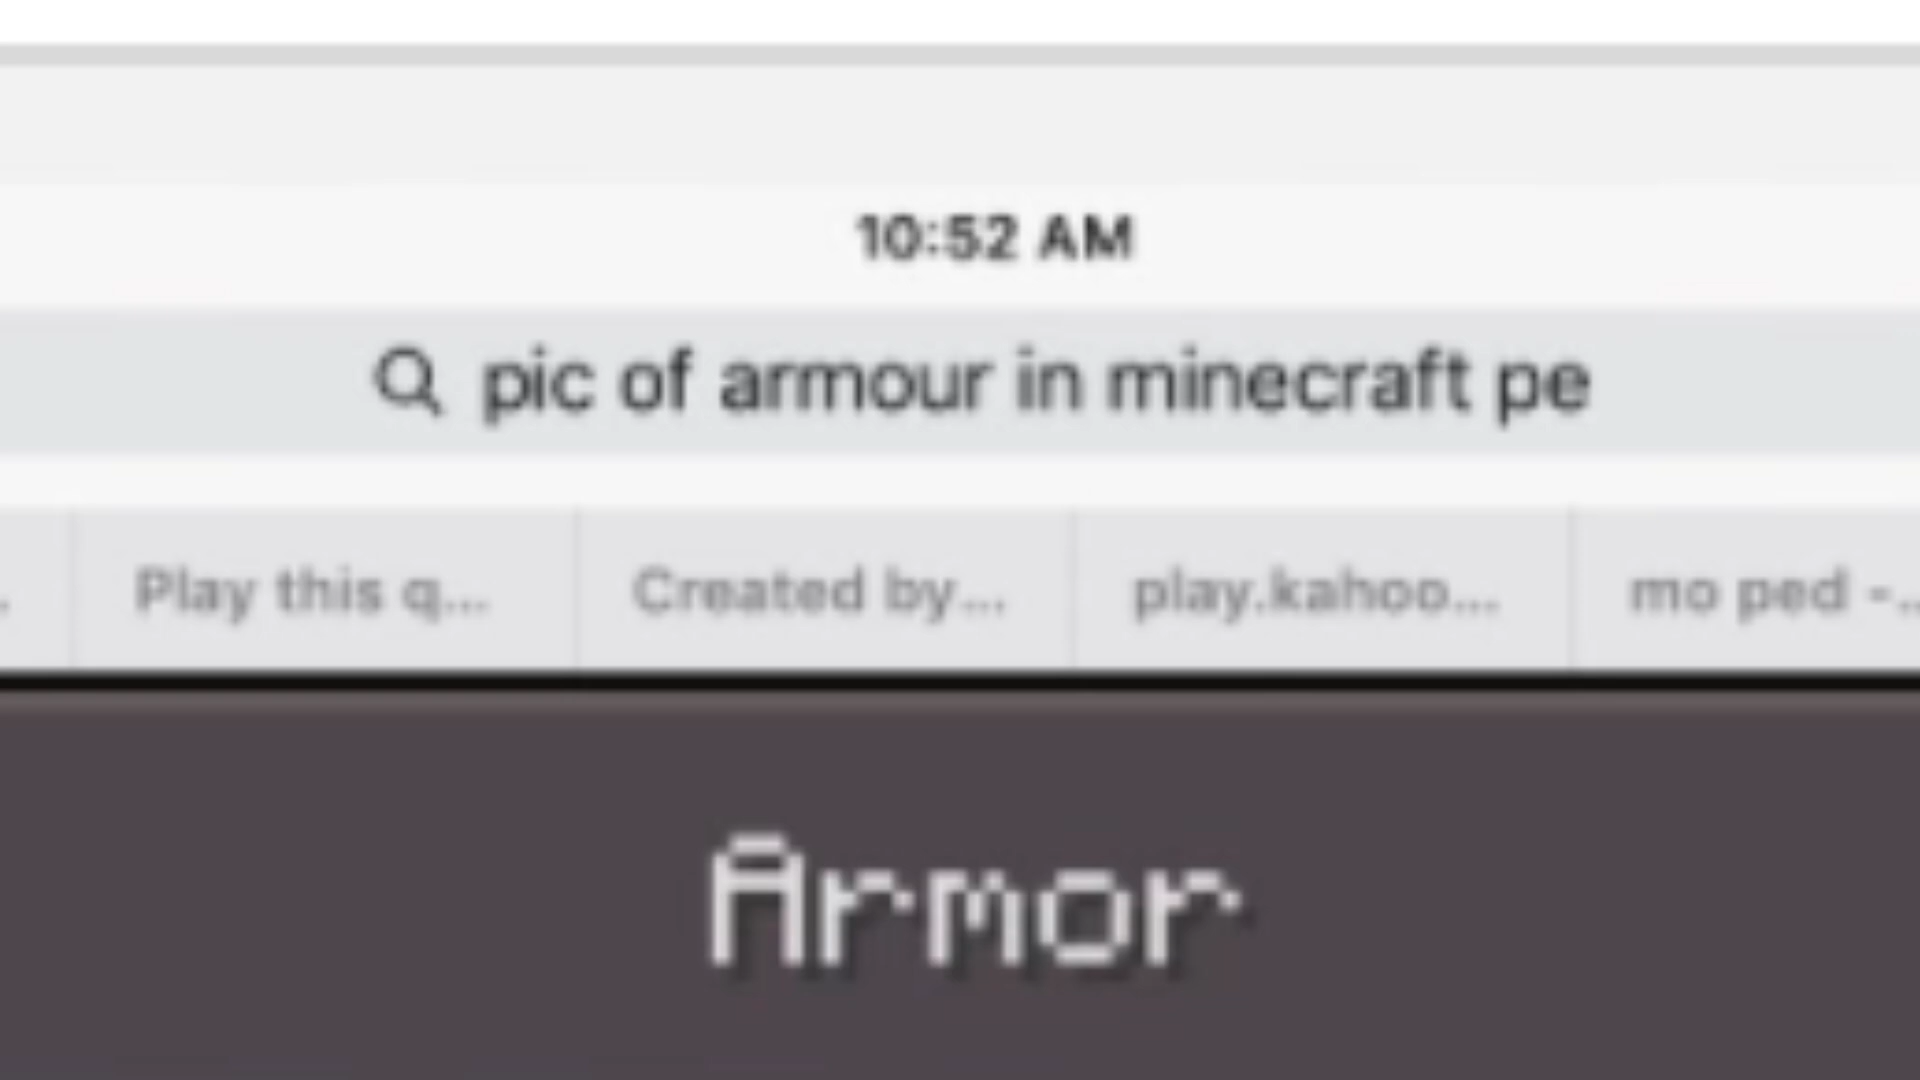 10:52 AM
pic of armour in minecraft pe
Play this q... Created by... play.kahoo... mo ped -...
Armor